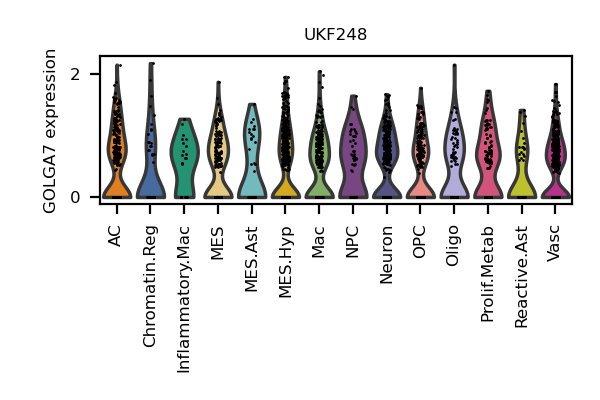 UKF248
GOLGA7 expression
2
0
AC
Chromatin.Reg
Inflammatory.Mac
MES
MES.Ast
MES.Hyp
Mac
NPC
Neuron
OPC
Oligo
Prolif.Metab
Reactive.Ast
Vasc